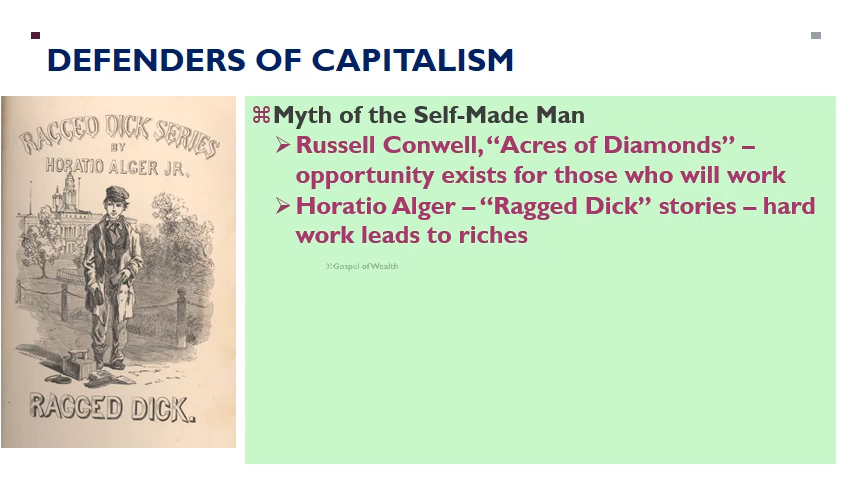 DEFENDERS OF CAPITALISM
RAGGED DICK SERIES
BY
HORATIO ALGER JR.
RAGGED DICK.
⌘Myth of the Self-Made Man
➢Russell Conwell, “Acres of Diamonds” –
opportunity exists for those who will work
➢Horatio Alger – “Ragged Dick” stories – hard
work leads to riches
⌘Gospel of Wealth